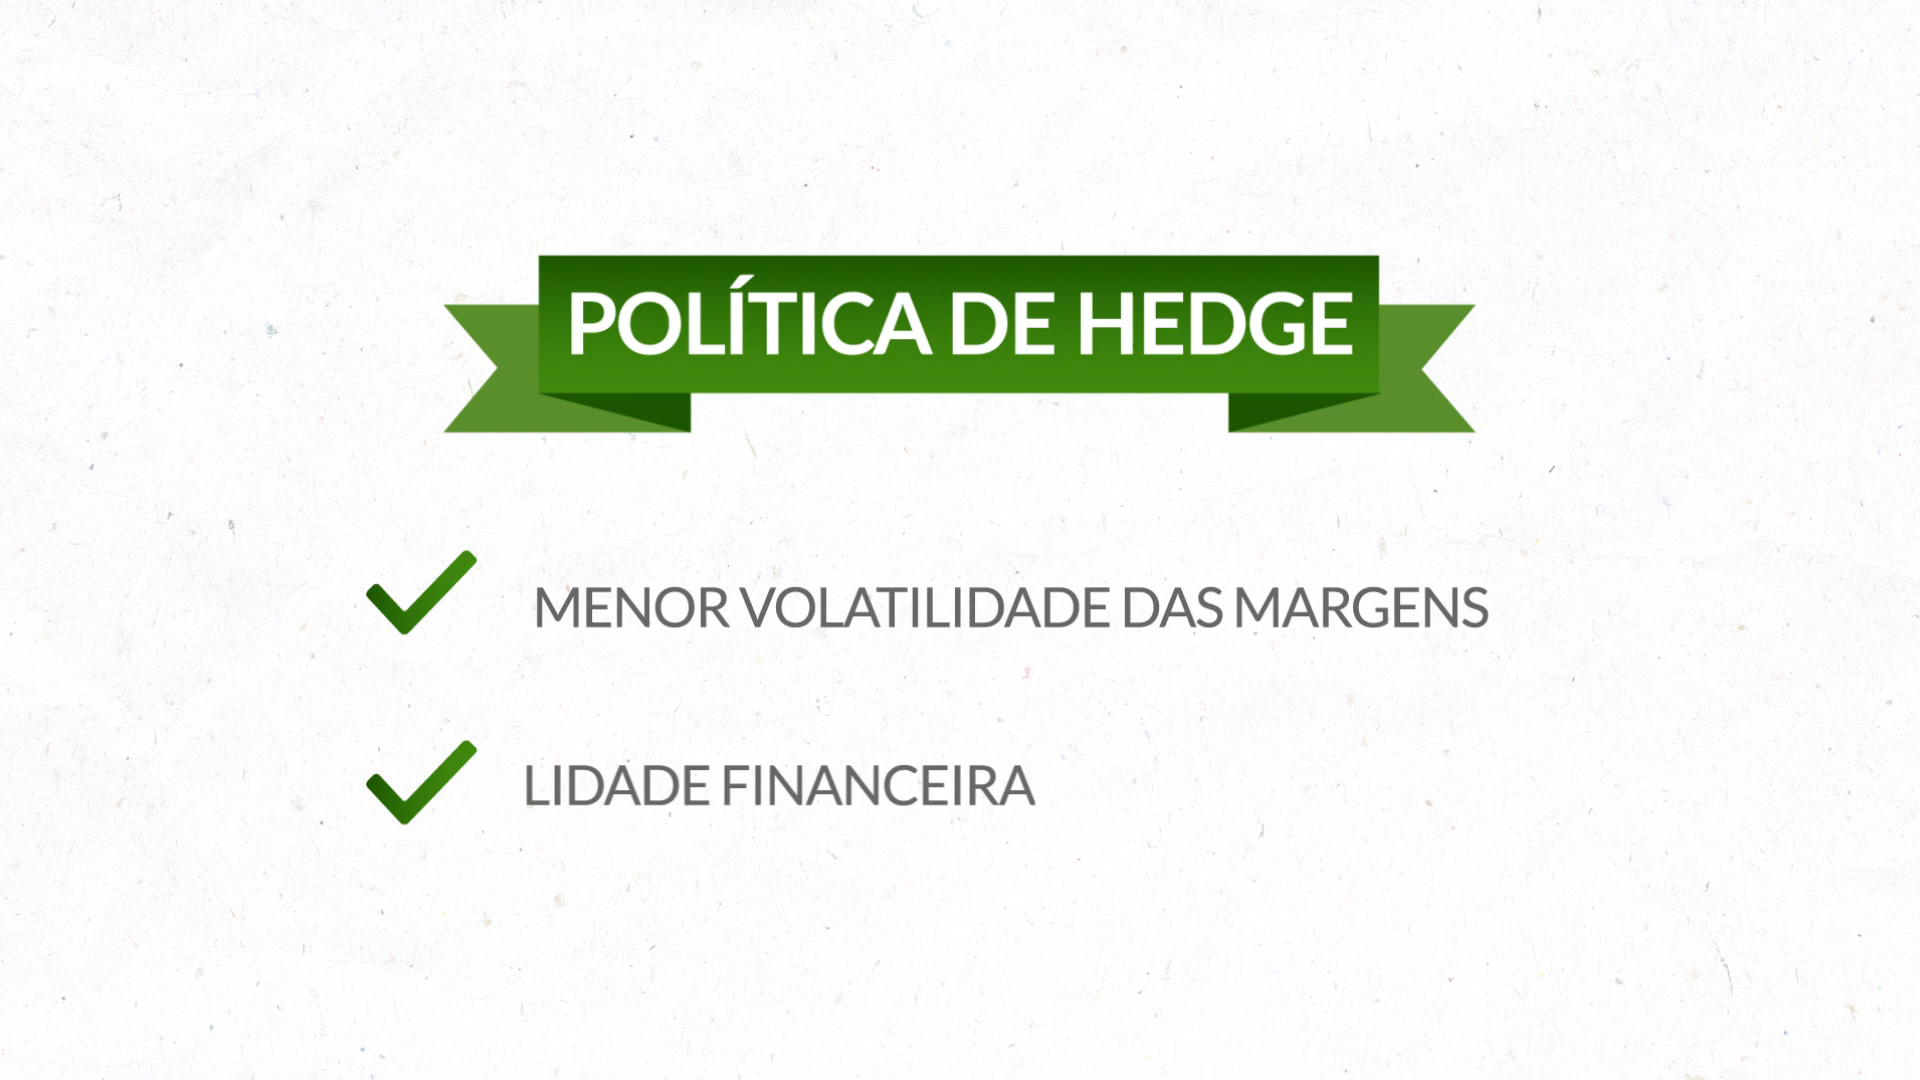 POLÍTICA DE HEDGE
MENOR VOLATILIDADE DAS MARGENS
LIDADE FINANCEIRA